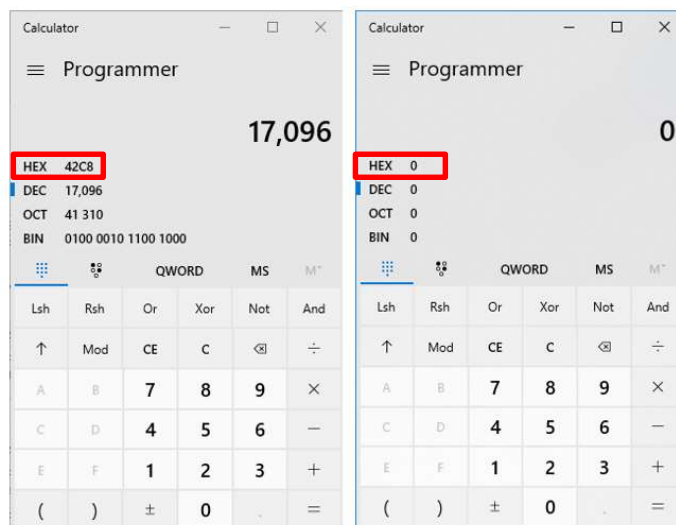 Calculator
Programmer
17,096
HEX 42C8
DEC 17,096
OCT 41 310
BIN 0100 0010 1100 1000
QWORD MS M˅
Lsh Rsh Or Xor Not And
↑ Mod CE C ⌫ ÷
A B 7 8 9 ×
C D 4 5 6 −
E F 1 2 3 +
( ) ± 0 . =
Calculator
Programmer
0
HEX 0
DEC 0
OCT 0
BIN 0
QWORD MS M˅
Lsh Rsh Or Xor Not And
↑ Mod CE C ⌫ ÷
A B 7 8 9 ×
C D 4 5 6 −
E F 1 2 3 +
( ) ± 0 . =